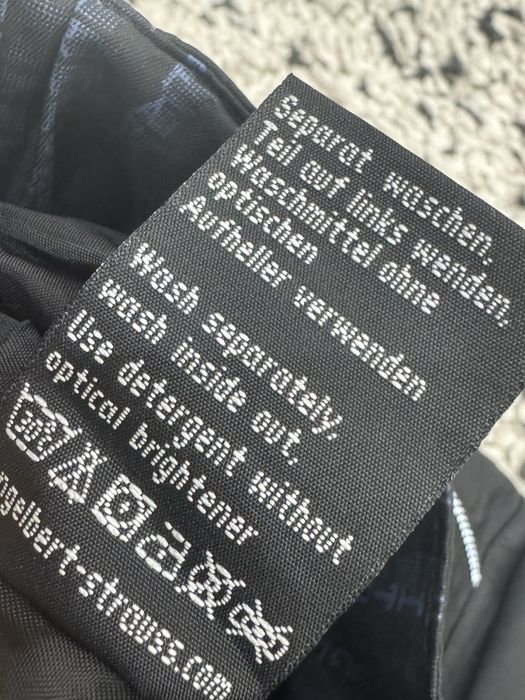 Separat waschen,
Teil auf links wenden,
Waschmittel ohne
optischen
Aufheller verwenden
Wash separately,
wash inside out,
Use detergent without
optical brightener
ngelbert-strauss.com